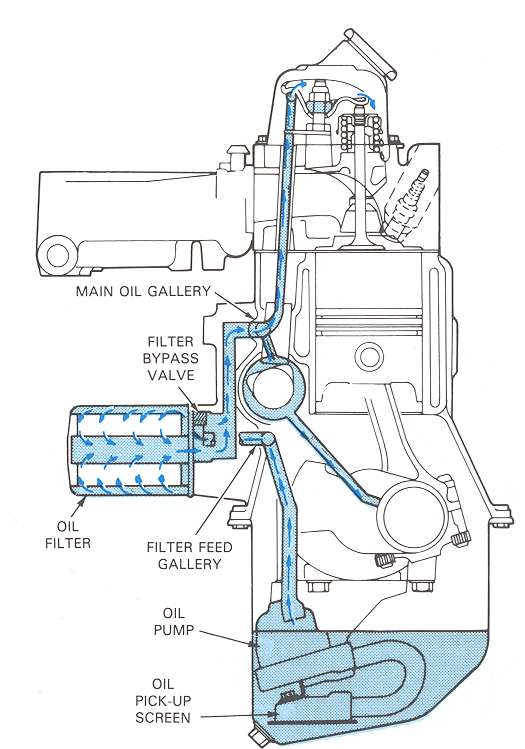 MAIN OIL GALLERY
FILTER
BYPASS
VALVE
OIL
FILTER
FILTER FEED
GALLERY
OIL
PUMP
OIL
PICK-UP
SCREEN